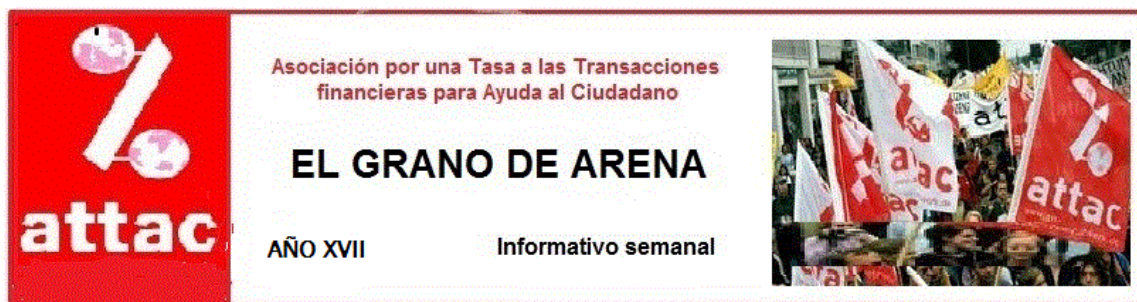 attac
Asociación por una Tasa a las Transacciones
financieras para Ayuda al Ciudadano
EL GRANO DE ARENA
AÑO XVII
Informativo semanal
attac
attac
attac